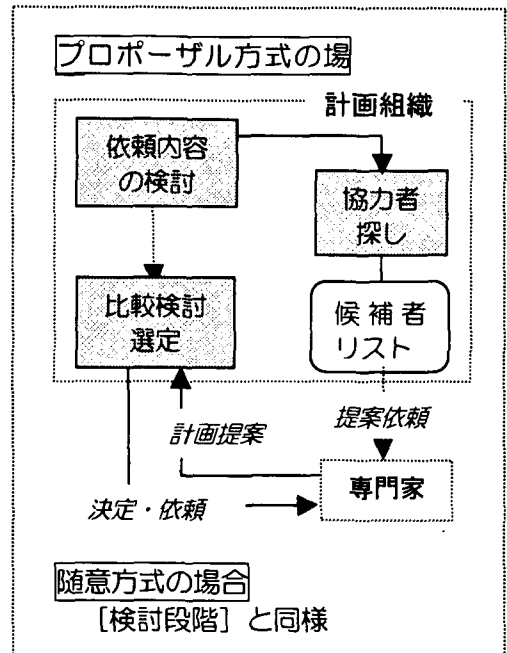 プロポーザル方式の場
計画組織
依頼内容
の検討
協力者
探し
比較検討
選定
候補者
リスト
計画提案
提案依頼
専門家
決定・依頼
随意方式の場合
［検討段階］と同様